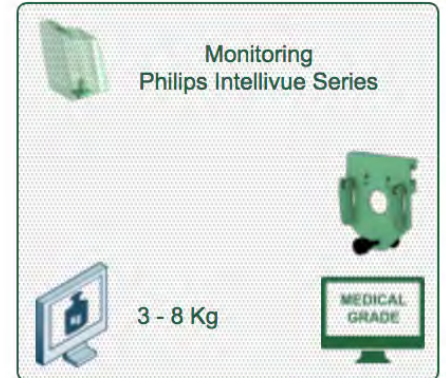 Monitoring
Philips Intellivue Series
3 - 8 Kg
MEDICAL
GRADE